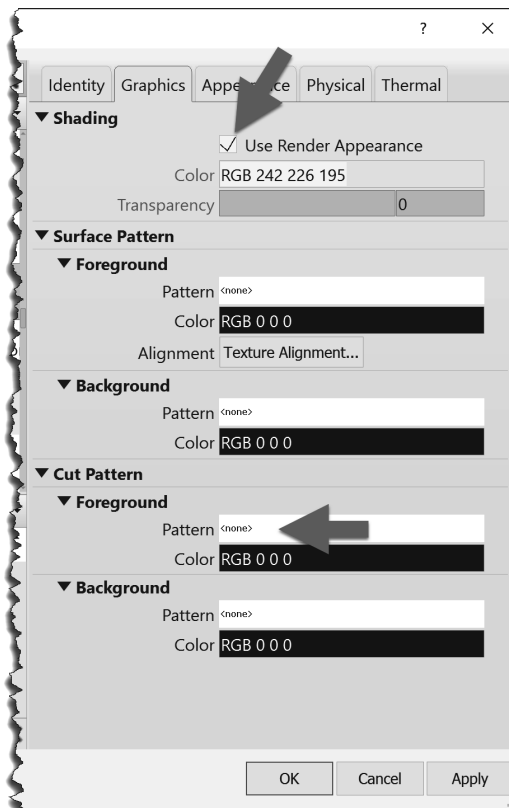 ?
Identity Graphics Appearance Physical Thermal
Shading
Use Render Appearance
Color RGB 242 226 195
Transparency 0
Surface Pattern
Foreground
Pattern <none>
Color RGB 0 0 0
Alignment Texture Alignment...
Background
Pattern <none>
Color RGB 0 0 0
Cut Pattern
Foreground
Pattern <none>
Color RGB 0 0 0
Background
Pattern <none>
Color RGB 0 0 0
OK Cancel Apply